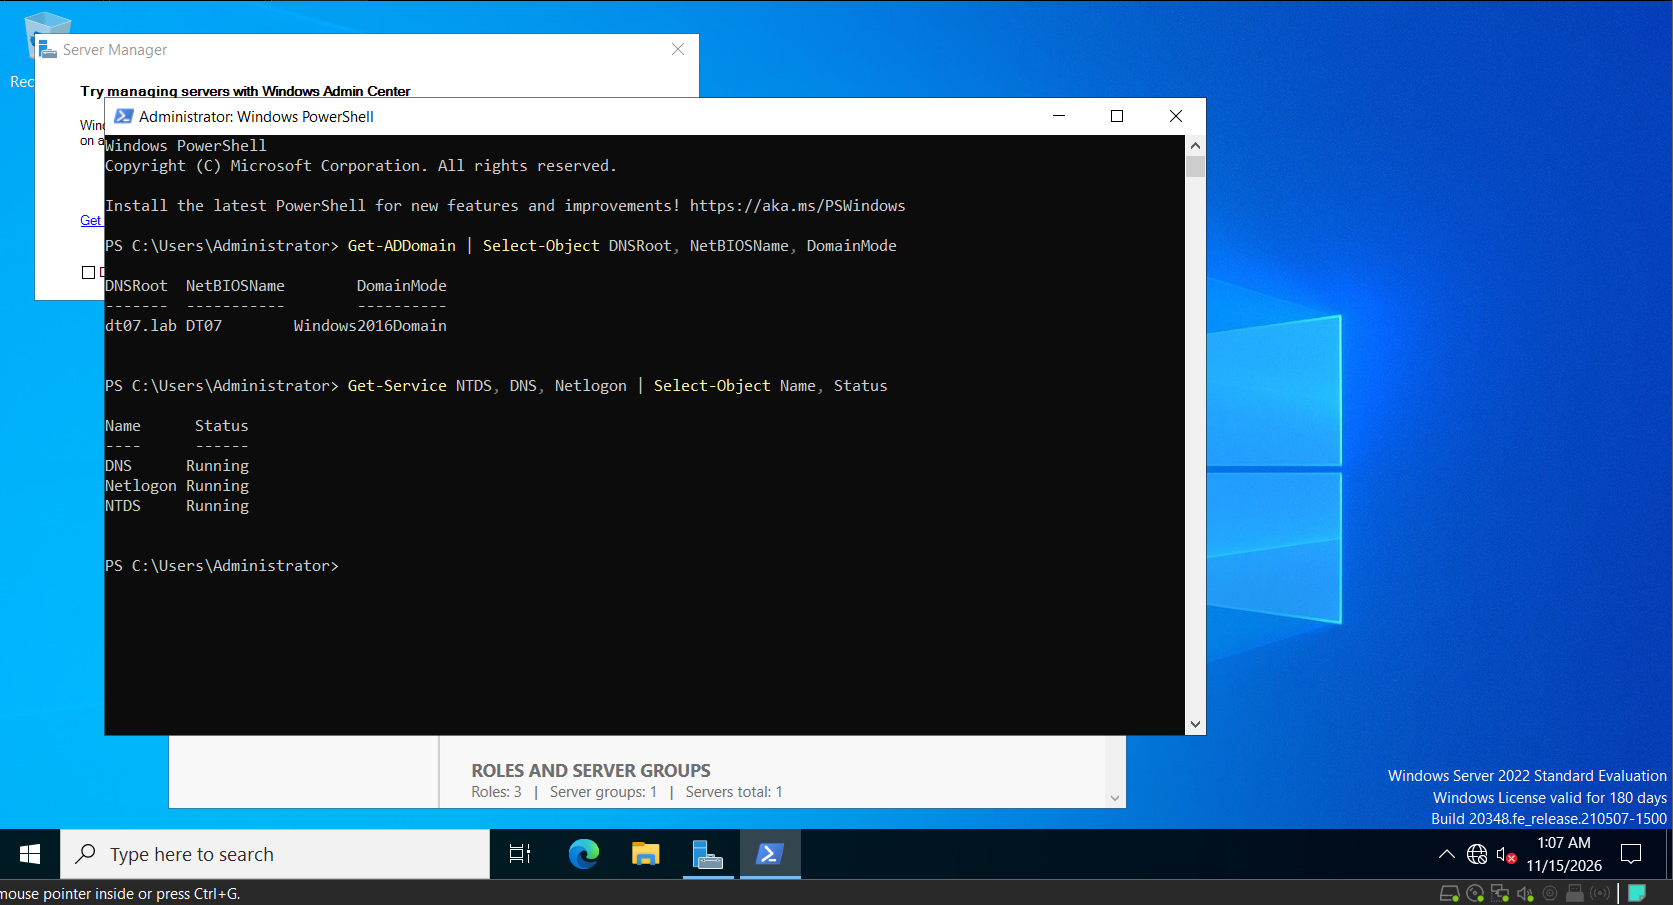 Server Manager
Rec
Try managing servers with Windows Admin Center
Wind
on a
Get
Administrator: Windows PowerShell
Windows PowerShell
Copyright (C) Microsoft Corporation. All rights reserved.
Install the latest PowerShell for new features and improvements! https://aka.ms/PSWindows
PS C:\Users\Administrator> Get-ADDomain | Select-Object DNSRoot, NetBIOSName, DomainMode
DNSRoot NetBIOSName DomainMode
------- ----------- ----------
dt07.lab DT07 Windows2016Domain
PS C:\Users\Administrator> Get-Service NTDS, DNS, Netlogon | Select-Object Name, Status
Name Status
---- ------
DNS Running
Netlogon Running
NTDS Running
PS C:\Users\Administrator>
ROLES AND SERVER GROUPS
Roles: 3 | Server groups: 1 | Servers total: 1
Windows Server 2022 Standard Evaluation
Windows License valid for 180 days
Build 20348.fe_release.210507-1500
Type here to search
1:07 AM
11/15/2026
mouse pointer inside or press Ctrl+G.